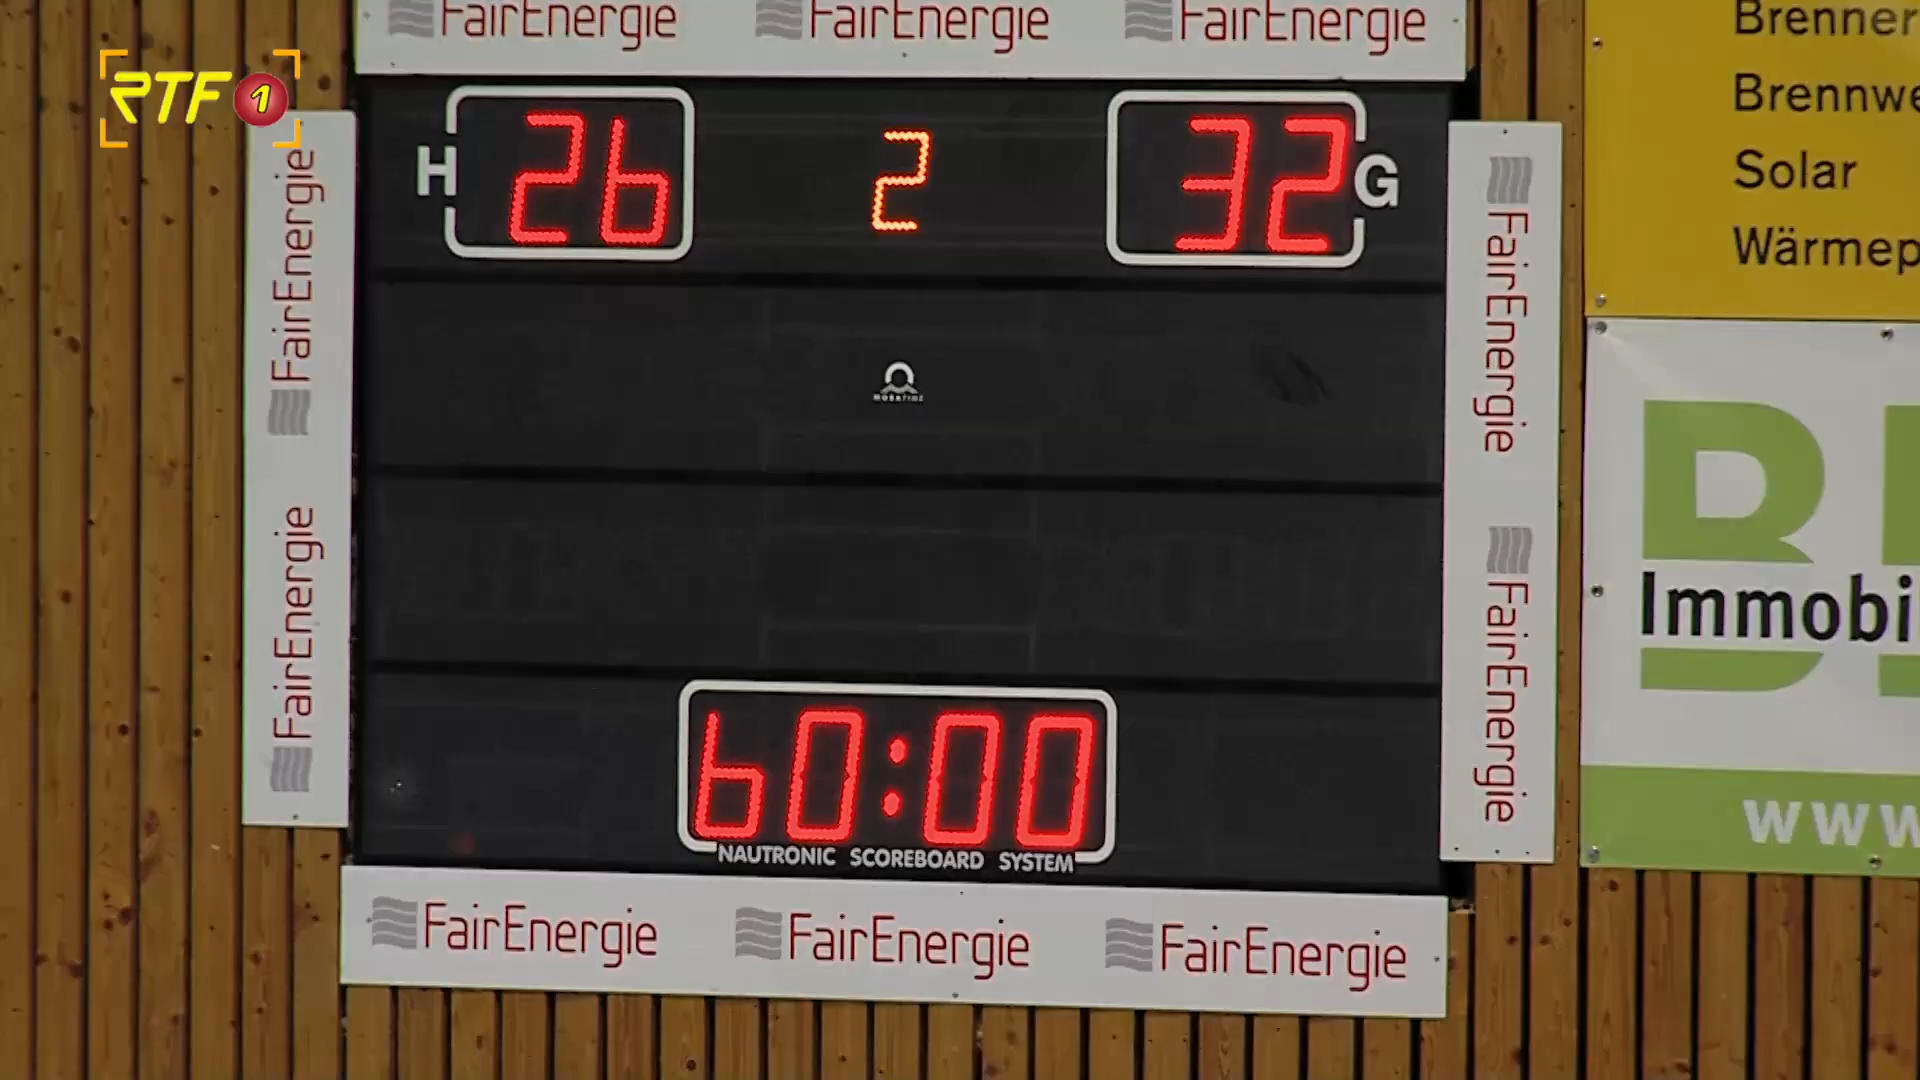 FairEnergie FairEnergie FairEnergie
RTF 1
H 26 2 32 G
FairEnergie
FairEnergie
MOBATIME
FairEnergie
FairEnergie
60:00
NAUTRONIC SCOREBOARD SYSTEM
FairEnergie FairEnergie FairEnergie
Brenner
Brennwe
Solar
Wärmep
Immobi
www